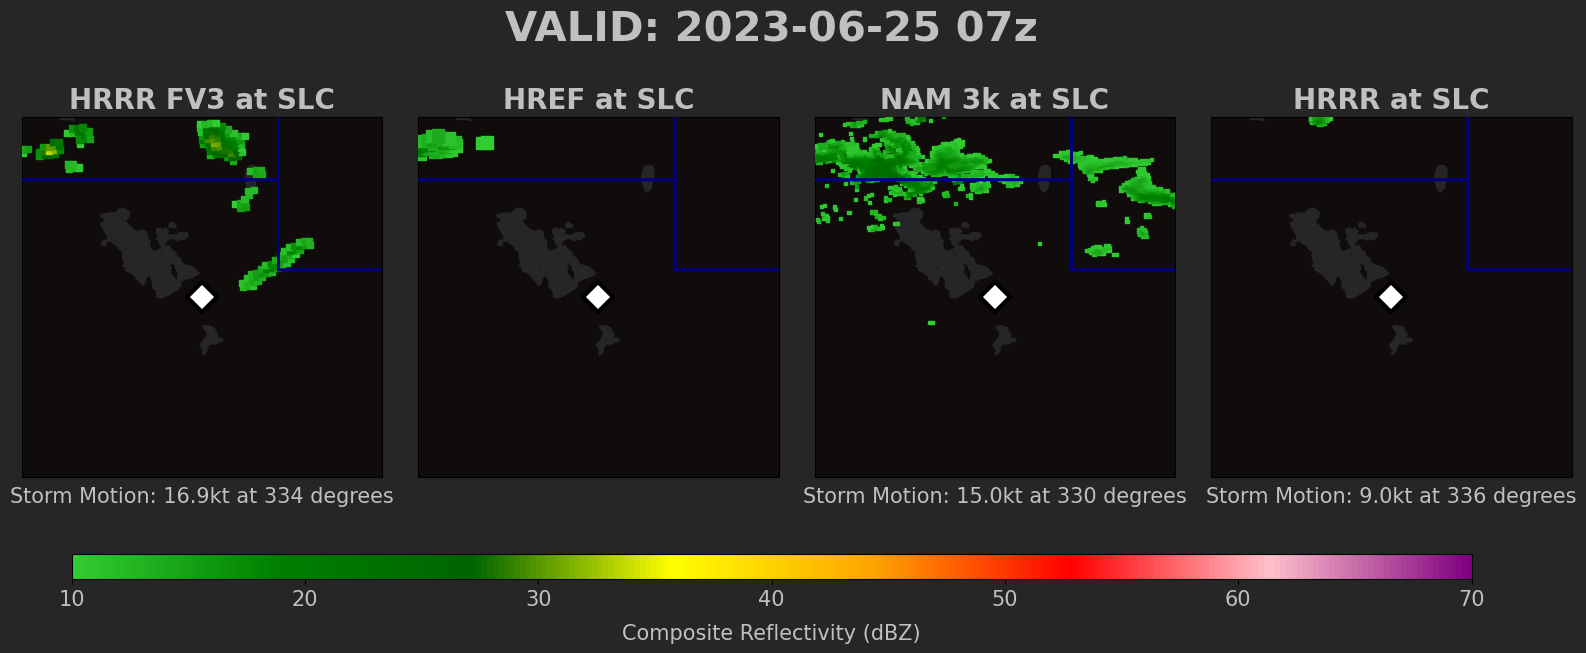 VALID: 2023-06-25 07z
HRRR FV3 at SLC
HREF at SLC
NAM 3k at SLC
HRRR at SLC
Storm Motion: 16.9kt at 334 degrees
Storm Motion: 15.0kt at 330 degrees
Storm Motion: 9.0kt at 336 degrees
10 20 30 40 50 60 70
Composite Reflectivity (dBZ)